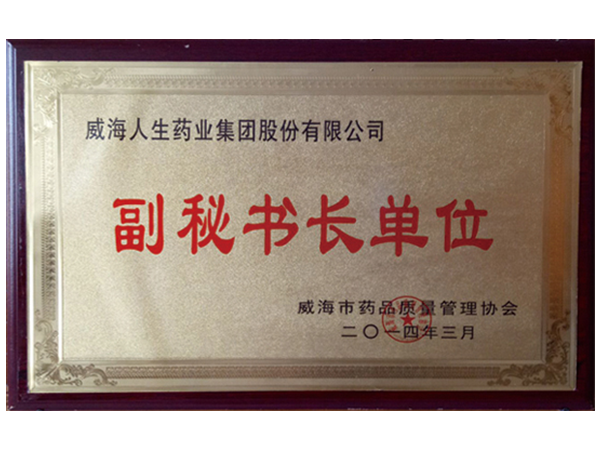 威海人生药业集团股份有限公司
副秘书长单位
威海市药品质量管理协会
二〇一四年三月